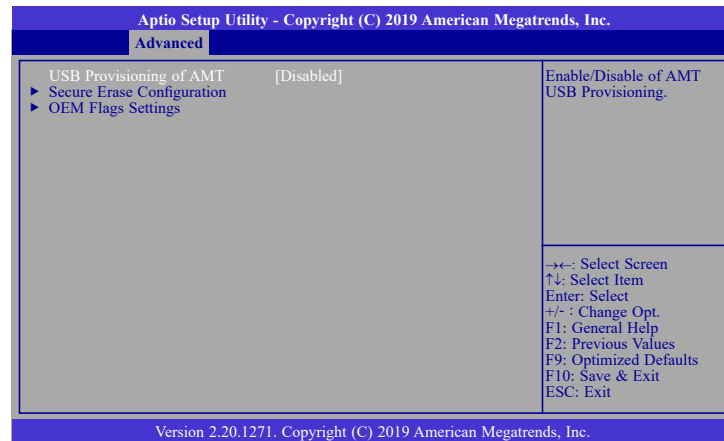 Aptio Setup Utility - Copyright (C) 2019 American Megatrends, Inc.
Advanced
USB Provisioning of AMT [Disabled]
▶ Secure Erase Configuration
▶ OEM Flags Settings
Enable/Disable of AMT
USB Provisioning.
→←: Select Screen
↑↓: Select Item
Enter: Select
+/- : Change Opt.
F1: General Help
F2: Previous Values
F9: Optimized Defaults
F10: Save & Exit
ESC: Exit
Version 2.20.1271. Copyright (C) 2019 American Megatrends, Inc.